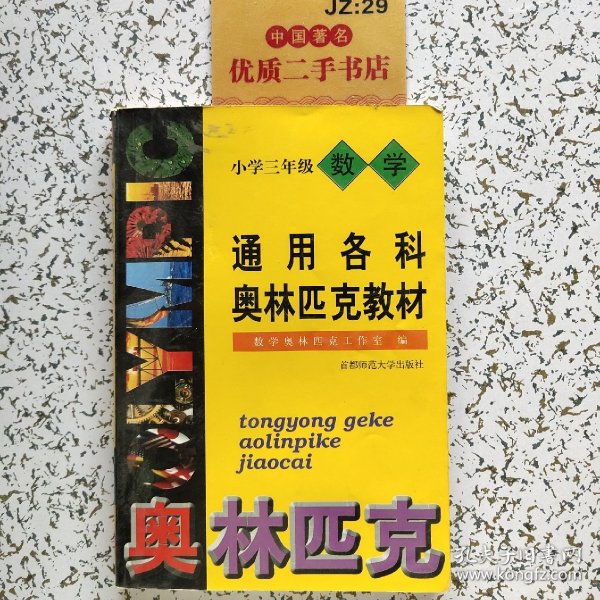 JZ:29
中国著名
优质二手书店
小学三年级 数学
通用各科
奥林匹克教材
数学奥林匹克工作室 编
首都师范大学出版社
tongyong geke
aolinpike
jiaocai
OLYMPIC
奥林匹克
孔夫子旧书网
www.kongfz.com